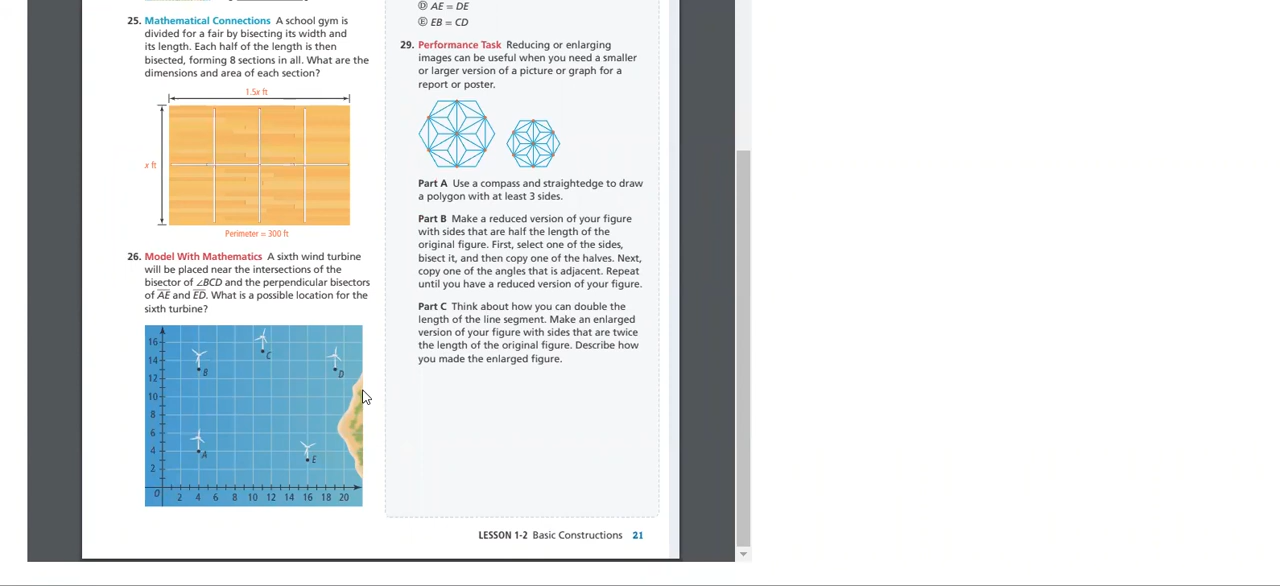 25. Mathematical Connections A school gym is
divided for a fair by bisecting its width and
its length. Each half of the length is then
bisected, forming 8 sections in all. What are the
dimensions and area of each section?
1.5x ft
x ft
Perimeter = 300 ft
26. Model With Mathematics A sixth wind turbine
will be placed near the intersections of the
bisector of ∠BCD and the perpendicular bisectors
of AE and ED. What is a possible location for the
sixth turbine?
16
14
12
10
8
6
4
2
O 2 4 6 8 10 12 14 16 18 20
B
C
D
A
E
Ⓓ AE = DE
Ⓔ EB = CD
29. Performance Task Reducing or enlarging
images can be useful when you need a smaller
or larger version of a picture or graph for a
report or poster.
Part A Use a compass and straightedge to draw
a polygon with at least 3 sides.
Part B Make a reduced version of your figure
with sides that are half the length of the
original figure. First, select one of the sides,
bisect it, and then copy one of the halves. Next,
copy one of the angles that is adjacent. Repeat
until you have a reduced version of your figure.
Part C Think about how you can double the
length of the line segment. Make an enlarged
version of your figure with sides that are twice
the length of the original figure. Describe how
you made the enlarged figure.
LESSON 1-2 Basic Constructions 21